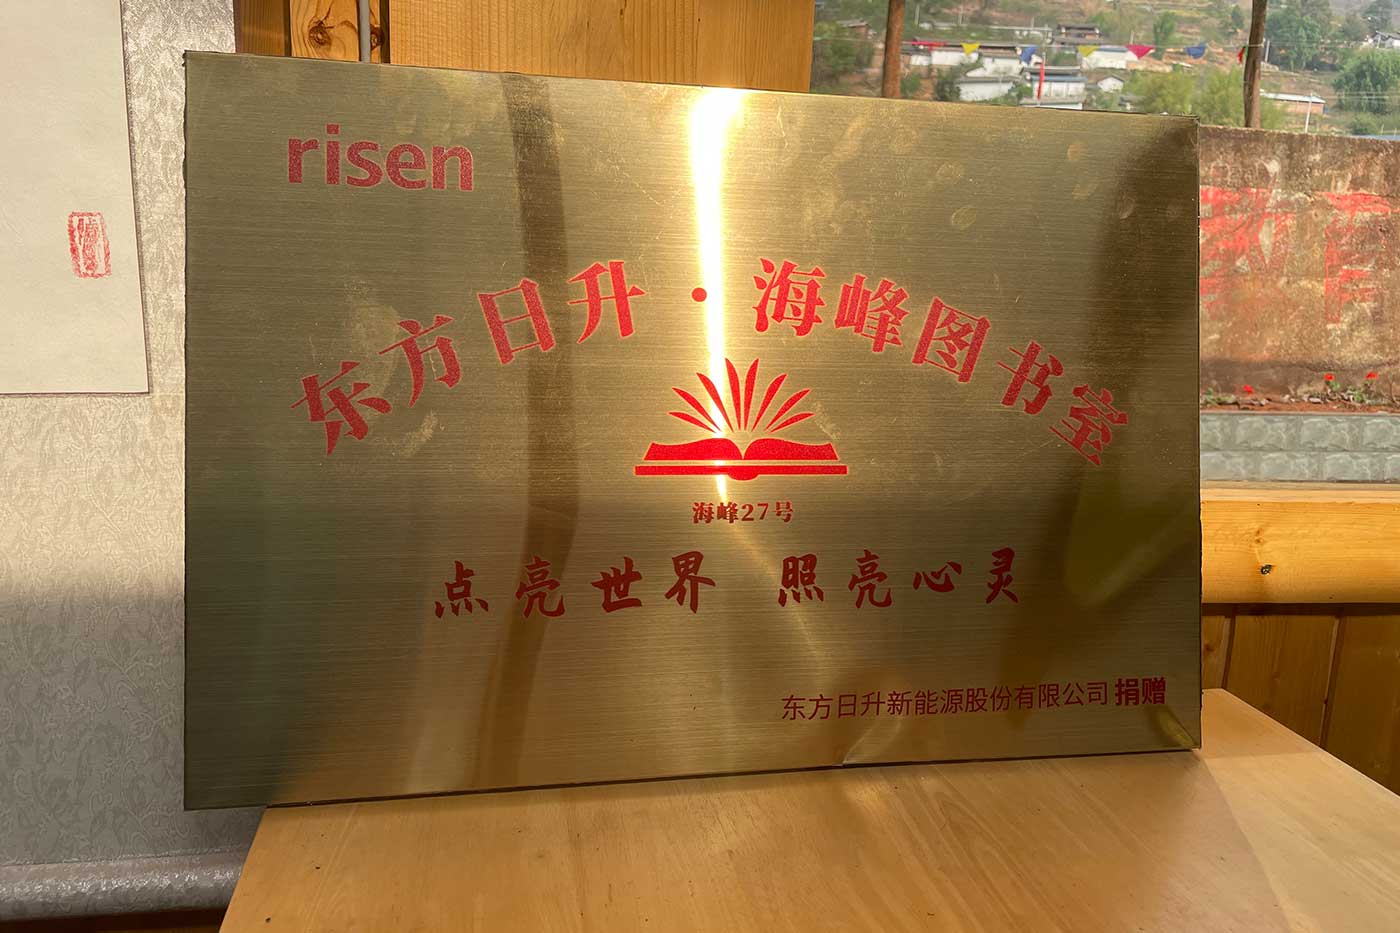 risen
东方日升·海峰图书室
海峰27号
点亮世界 照亮心灵
东方日升新能源股份有限公司 捐赠